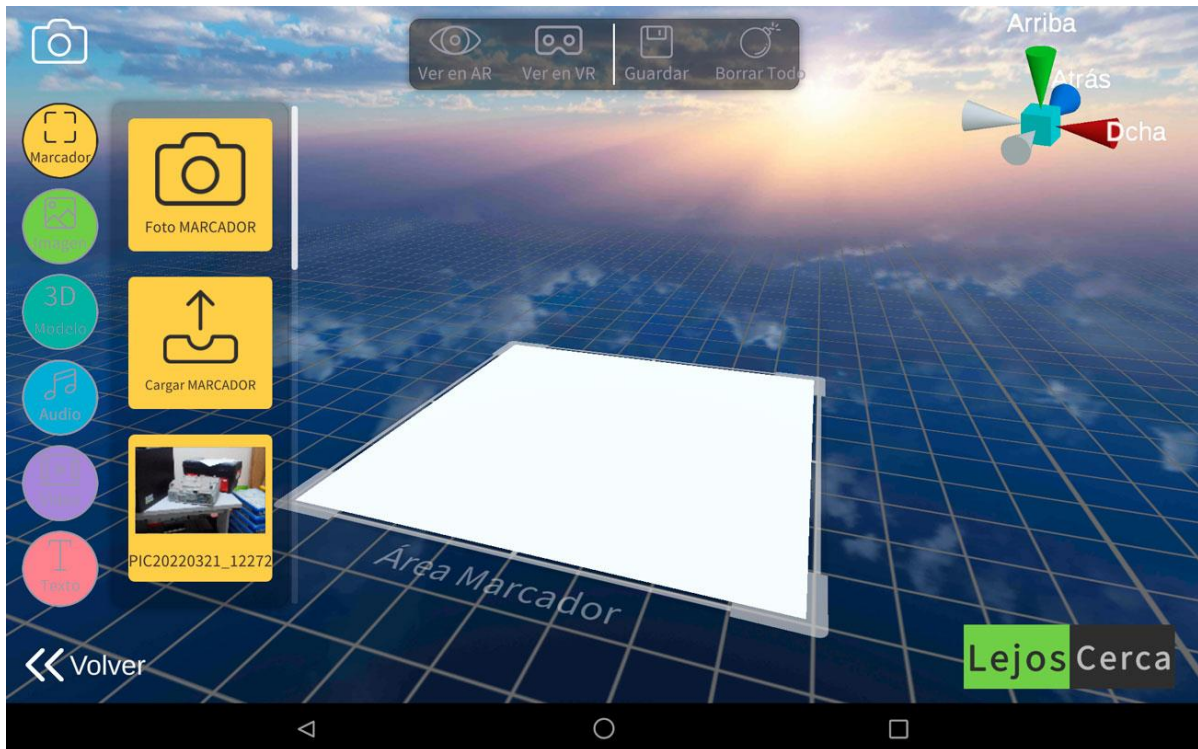 Arriba
Ver en AR
Ver en VR
Guardar
Borrar Todo
Atrás
Dcha
Marcador
Foto MARCADOR
Imagen
3D
Modelo
Cargar MARCADOR
Audio
PIC20220321_12272
Texto
Área Marcador
Volver
Lejos
Cerca